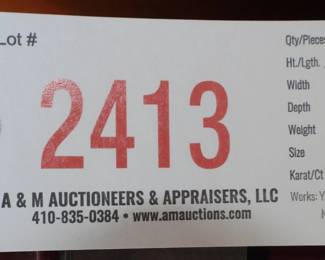 Lot #
2413
A & M AUCTIONEERS & APPRAISERS, LLC
410-835-0384 • www.amauctions.com
Qty/Pieces
Ht./Lgth.
Width
Depth
Weight
Size
Karat/Ct
Works: Y
N